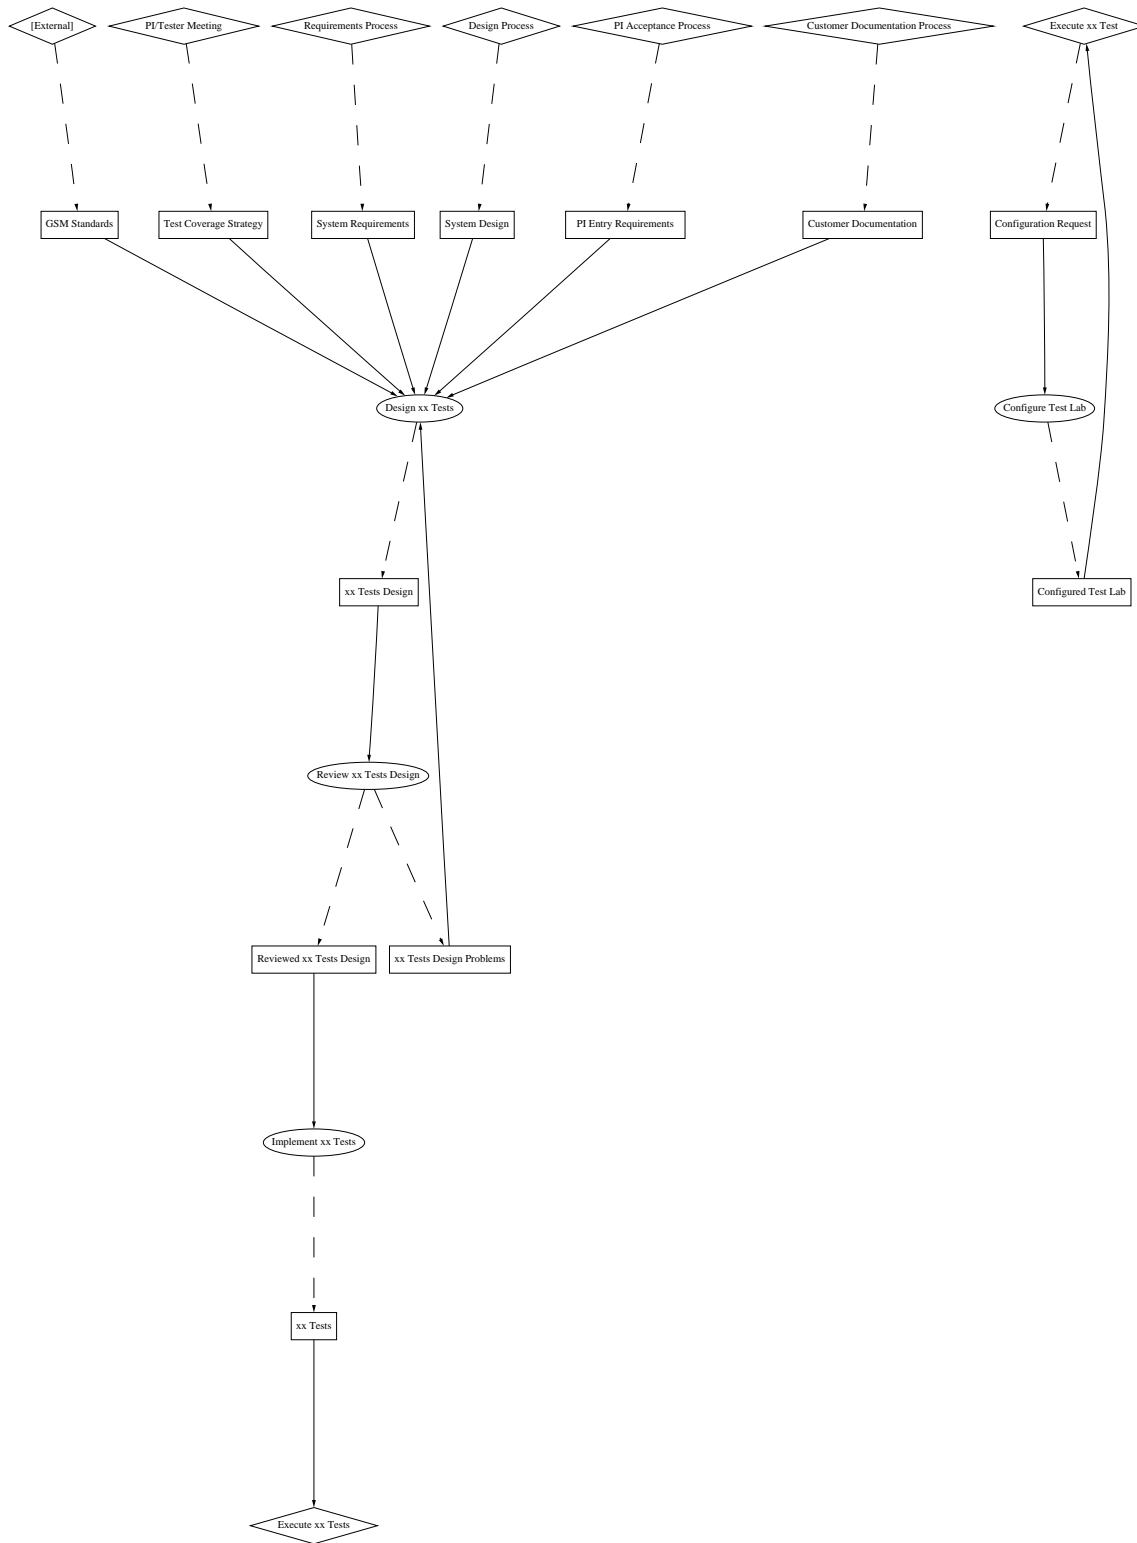 [External]
PI/Tester Meeting
Requirements Process
Design Process
PI Acceptance Process
Customer Documentation Process
Execute xx Test
GSM Standards
Test Coverage Strategy
System Requirements
System Design
PI Entry Requirements
Customer Documentation
Configuration Request
Design xx Tests
Configure Test Lab
xx Tests Design
Configured Test Lab
Review xx Tests Design
Reviewed xx Tests Design
xx Tests Design Problems
Implement xx Tests
xx Tests
Execute xx Tests